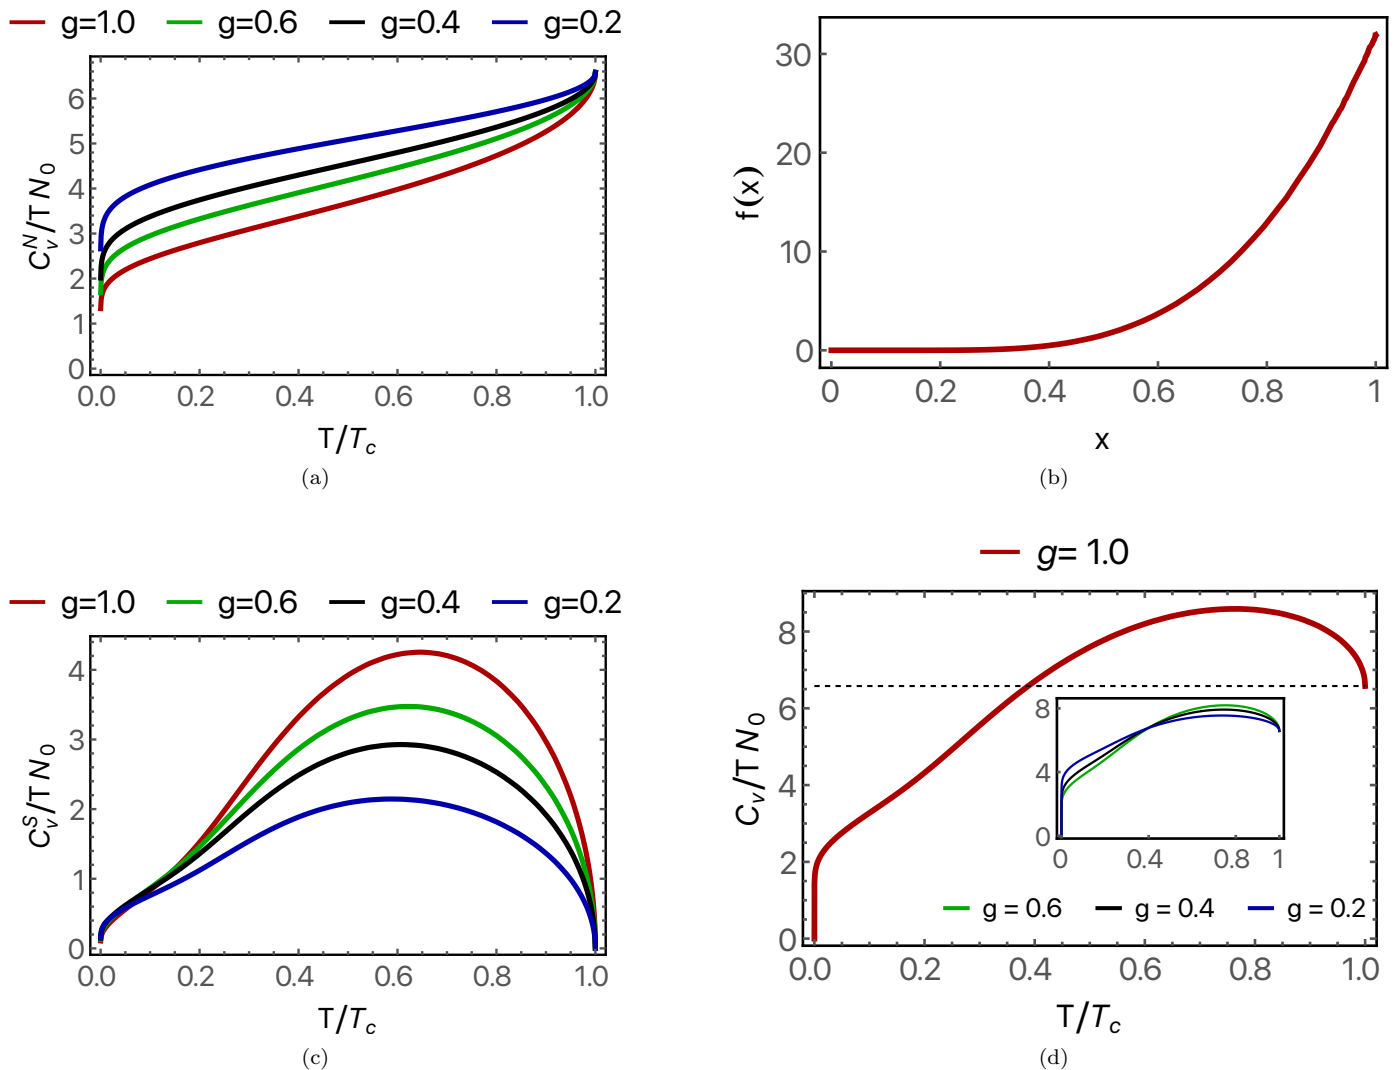 g=1.0 g=0.6 g=0.4 g=0.2
6
5
4
3
2
1
0
C_v^N/T N_0
0.0 0.2 0.4 0.6 0.8 1.0
T/T_c
(a)
30
20
10
0
f(x)
0 0.2 0.4 0.6 0.8 1
x
(b)
g=1.0 g=0.6 g=0.4 g=0.2
4
3
2
1
0
C_v^S/T N_0
0.0 0.2 0.4 0.6 0.8 1.0
T/T_c
(c)
g= 1.0
8
6
4
2
0
C_v/T N_0
8
4
0
0 0.4 0.8 1
g = 0.6 g = 0.4 g = 0.2
0.0 0.2 0.4 0.6 0.8 1.0
T/T_c
(d)